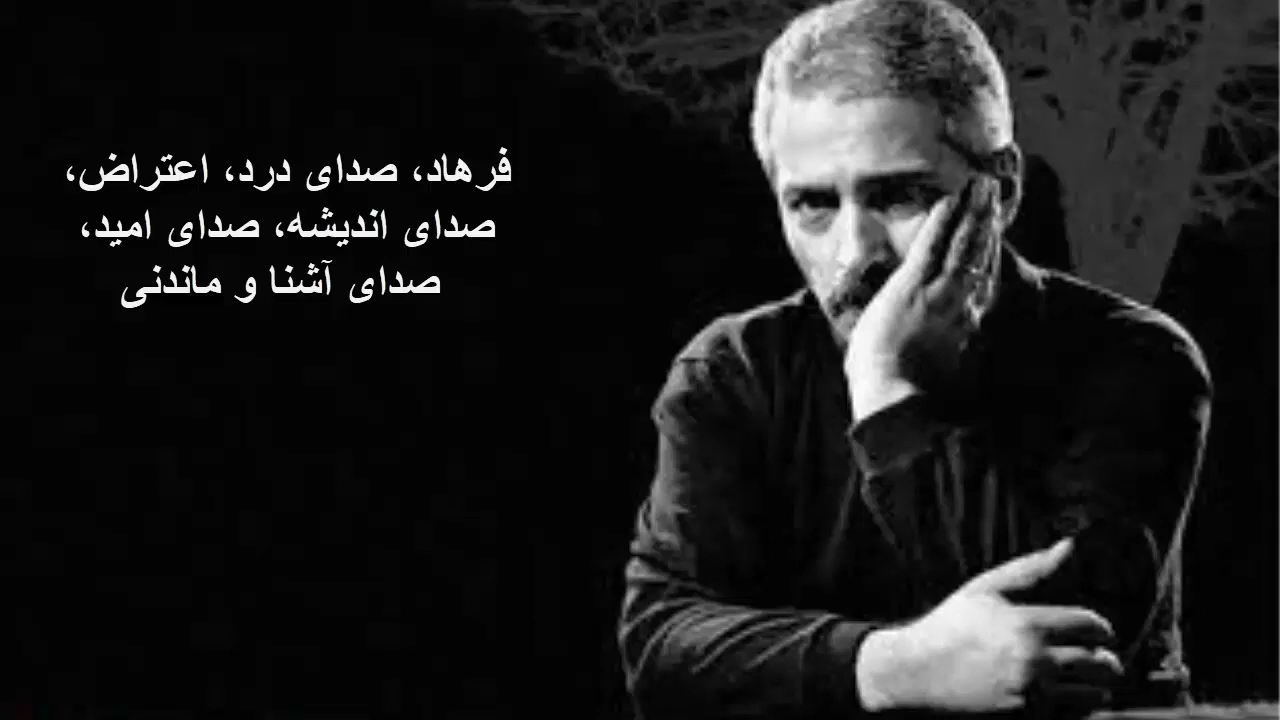 فرهاد، صدای درد، اعتراض،
صدای اندیشه، صدای امید،
صدای آشنا و ماندنی